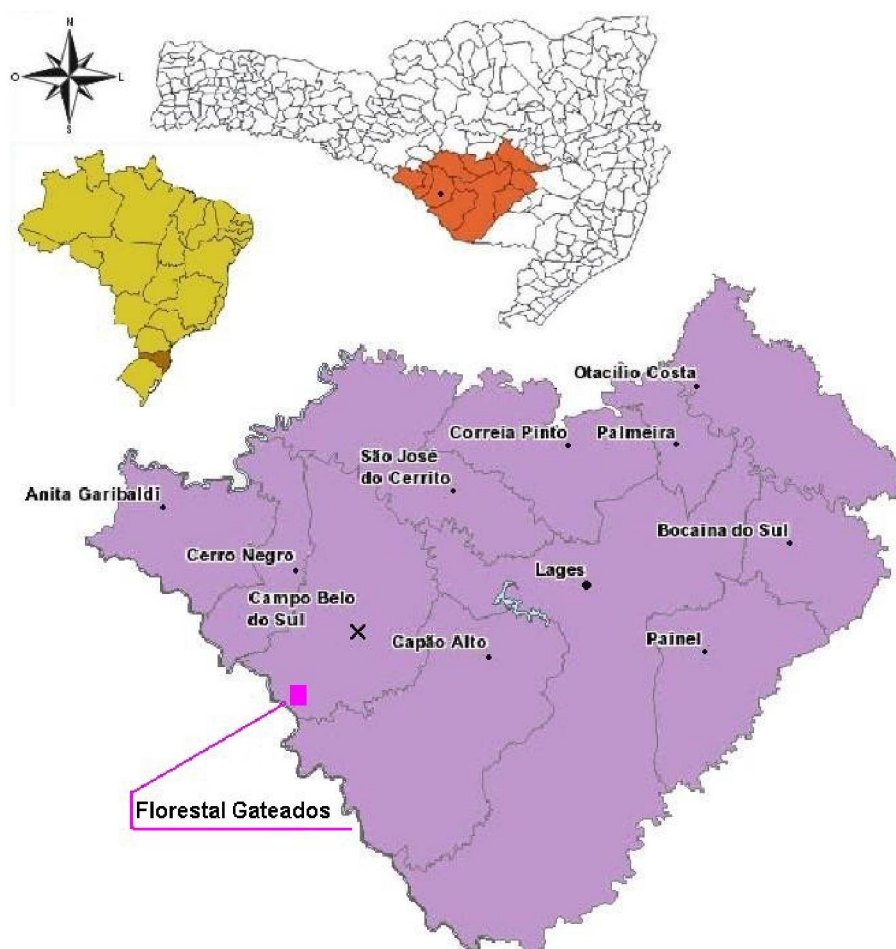 N
O
L
S
Otacílio Costa
Correia Pinto
Palmeira
São José
do Cerrito
Anita Garibaldi
Bocaina do Sul
Cerro Negro
Lages
Campo Belo
do Sul
Capão Alto
Painel
Florestal Gateados